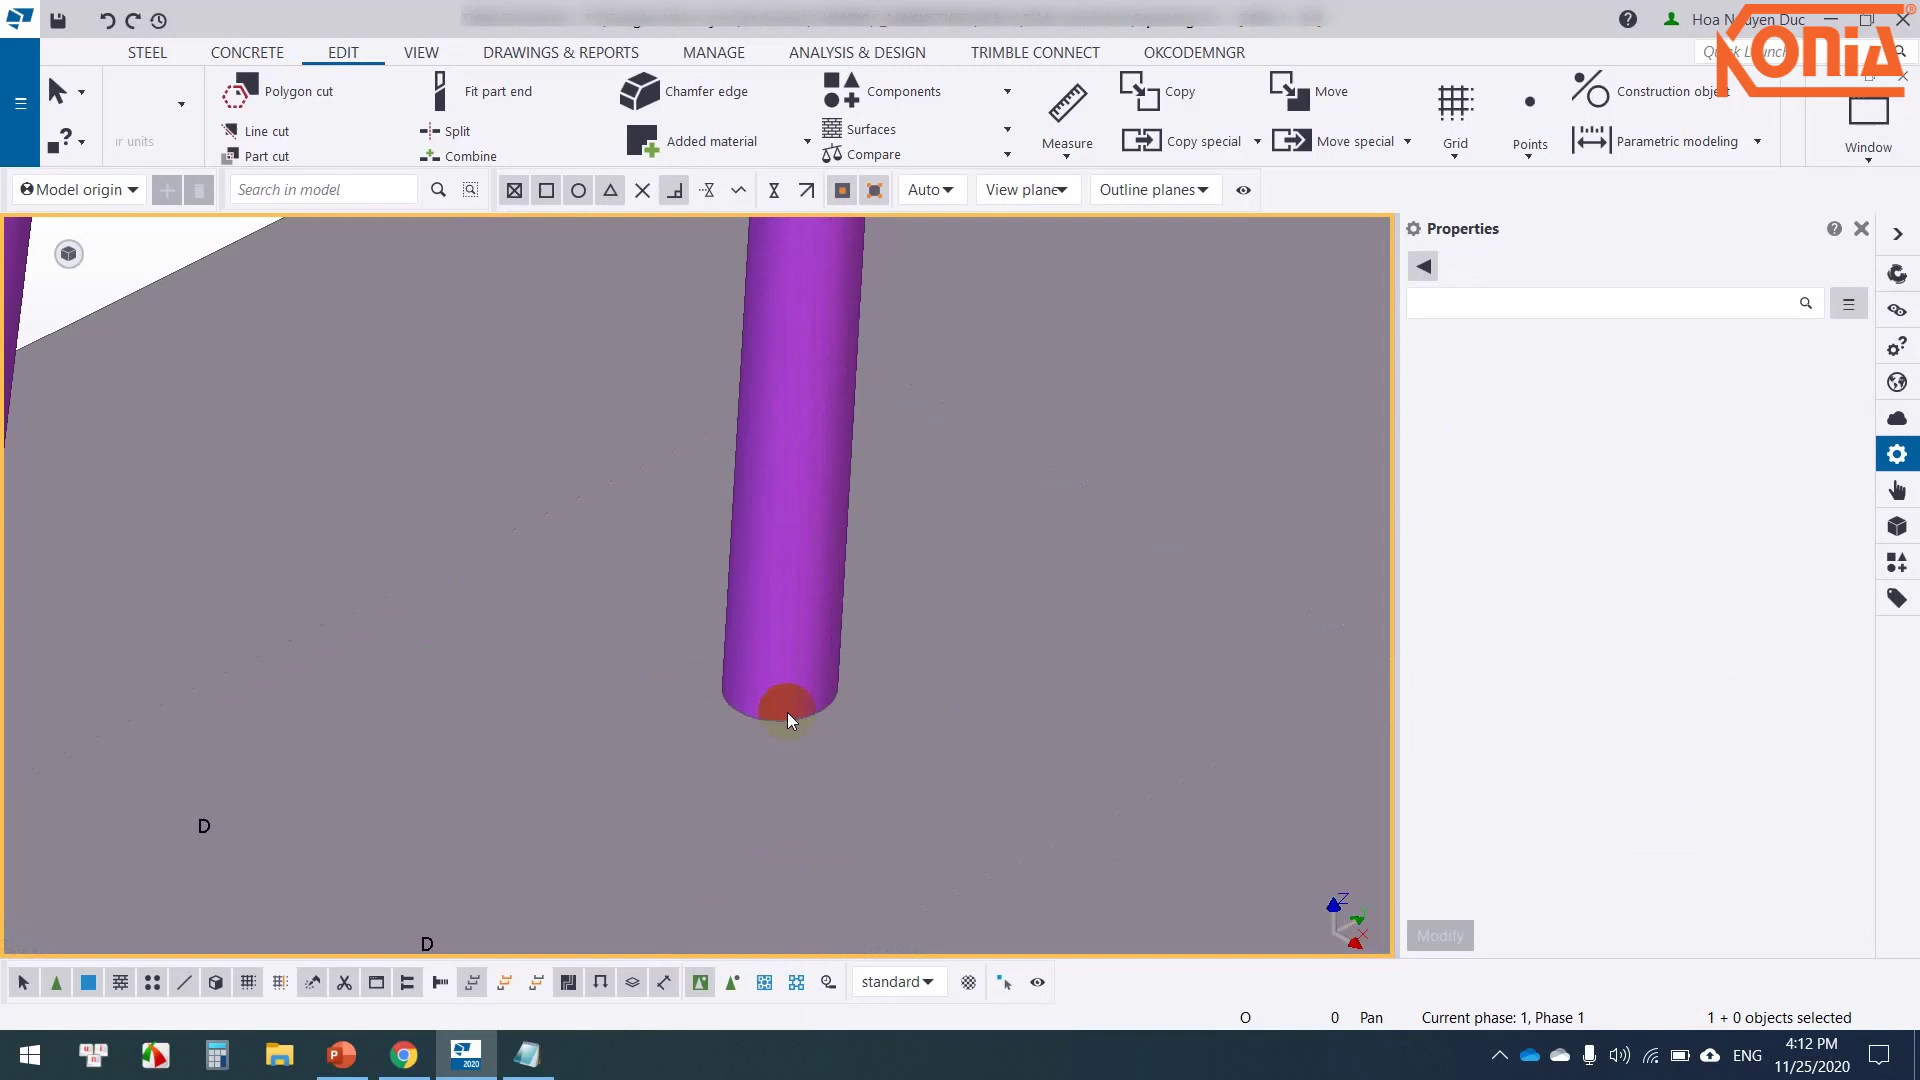 Hoa Nguyen Duc
KONIA
STEEL
CONCRETE
EDIT
VIEW
DRAWINGS & REPORTS
MANAGE
ANALYSIS & DESIGN
TRIMBLE CONNECT
OKCODEMNGR
Polygon cut
Line cut
Part cut
Fit part end
Split
Combine
Chamfer edge
Added material
Components
Surfaces
Compare
Measure
Copy
Copy special
Move
Move special
Grid
Points
Construction obje
Parametric modeling
Window
ir units
Model origin
Search in model
Auto
View plane
Outline planes
Properties
D
D
Z
X
Modify
standard
O
0
Pan
Current phase: 1, Phase 1
1 + 0 objects selected
2020
ENG
4:12 PM
11/25/2020